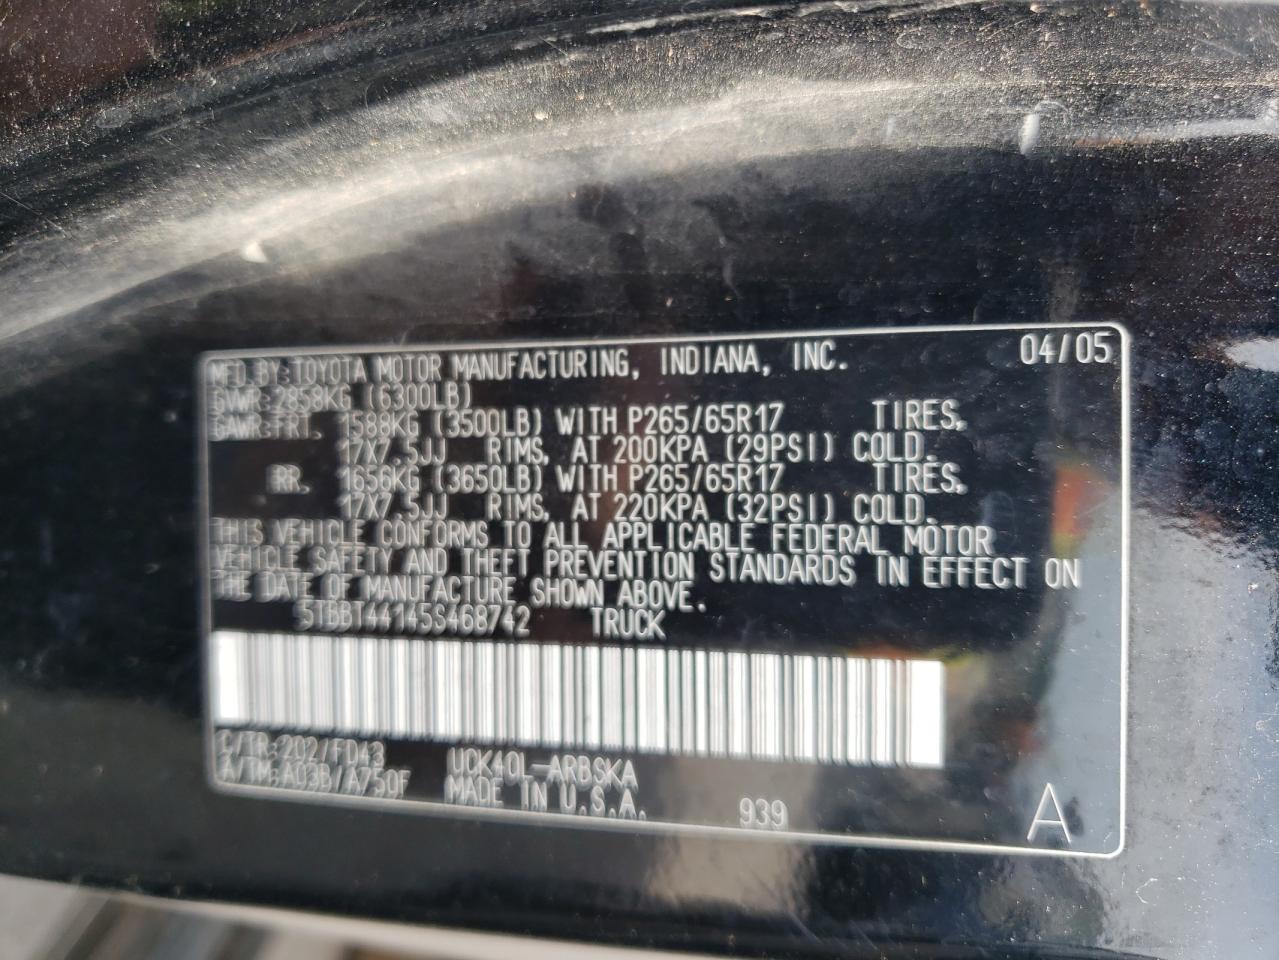 MFD.BY:TOYOTA MOTOR MANUFACTURING, INDIANA, INC. 04/05
GVWR:2858KG (6300LB)
GAWR:FRT. 1588KG (3500LB) WITH P265/65R17 TIRES,
17X7.5JJ RIMS, AT 200KPA (29PSI) COLD.
RR. 1656KG (3650LB) WITH P265/65R17 TIRES,
17X7.5JJ RIMS, AT 220KPA (32PSI) COLD.
THIS VEHICLE CONFORMS TO ALL APPLICABLE FEDERAL MOTOR
VEHICLE SAFETY AND THEFT PREVENTION STANDARDS IN EFFECT ON
THE DATE OF MANUFACTURE SHOWN ABOVE.
5TBBT44145S468742 TRUCK
C/TR:202/FD43 UCK40L-ARBSKA
A/TM:A03B/A750F MADE IN U.S.A. 939
A